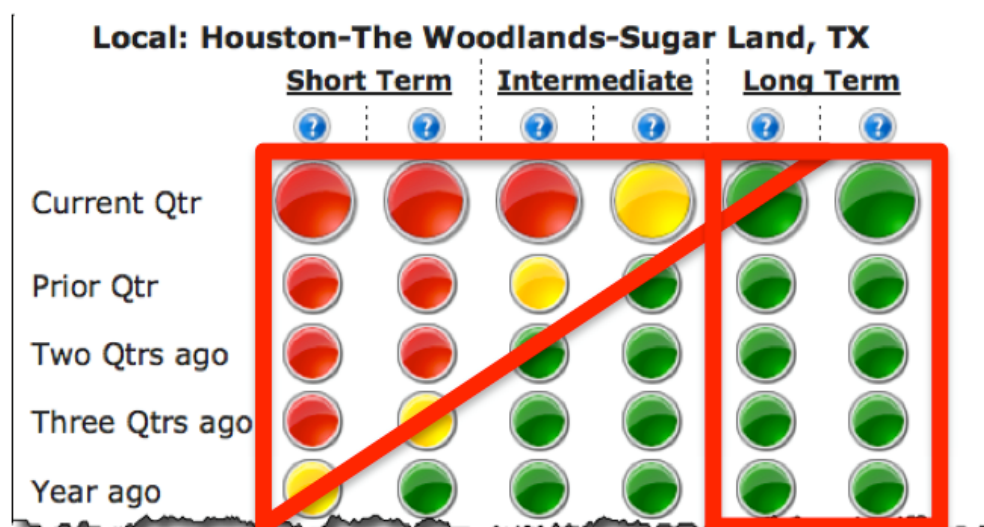 Local: Houston-The Woodlands-Sugar Land, TX
Short Term Intermediate Long Term
? ? ? ? ? ?
Current Qtr
Prior Qtr
Two Qtrs ago
Three Qtrs ago
Year ago